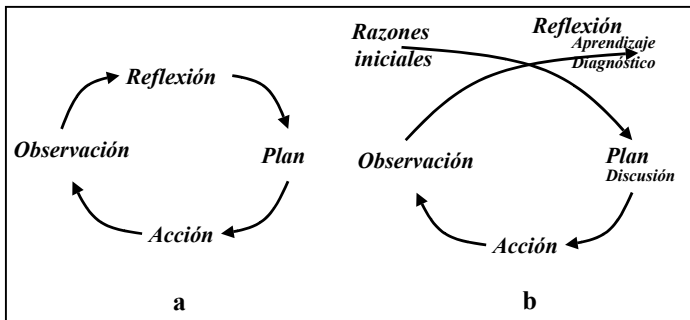 Reflexión
Observación
Plan
Acción
a
Razones
iniciales
Reflexión
Aprendizaje
Diagnóstico
Observación
Plan
Discusión
Acción
b